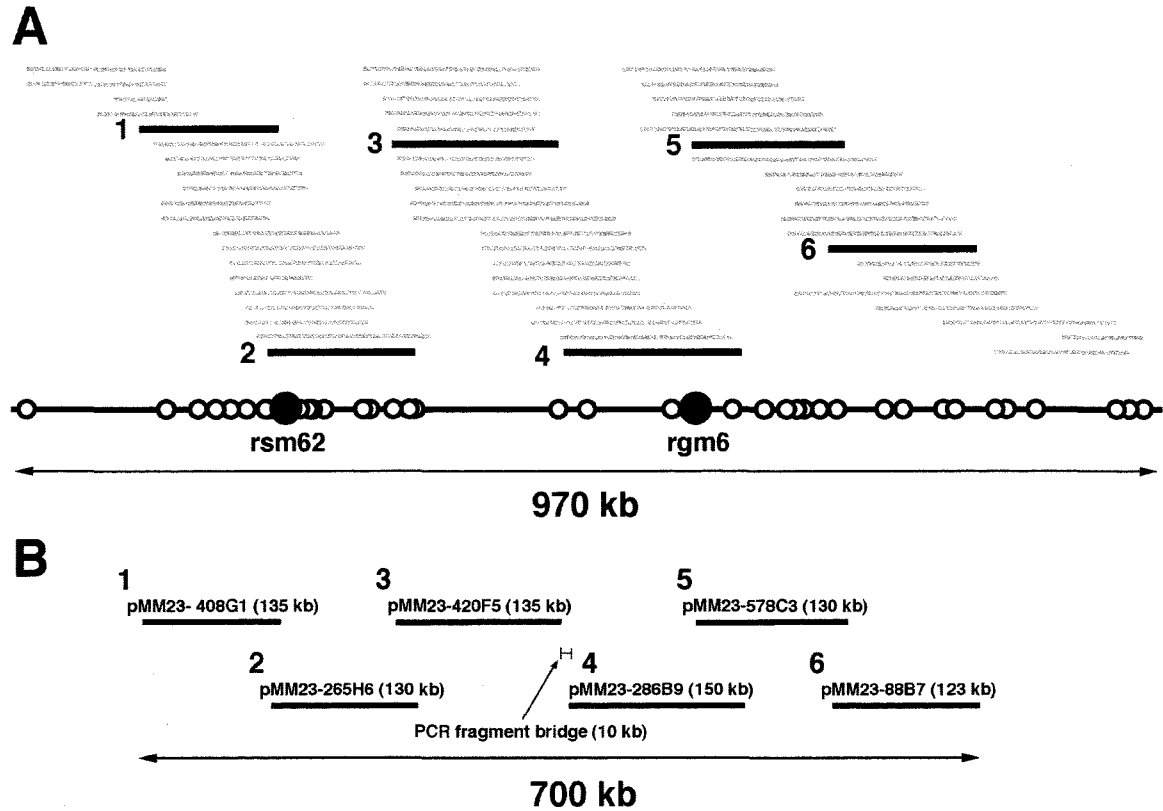 A
1
3
5
6
2
4
rsm62
rgm6
970 kb
B
1
3
5
pMM23- 408G1 (135 kb)
pMM23-420F5 (135 kb)
pMM23-578C3 (130 kb)
2
4
6
pMM23-265H6 (130 kb)
pMM23-286B9 (150 kb)
pMM23-88B7 (123 kb)
PCR fragment bridge (10 kb)
700 kb